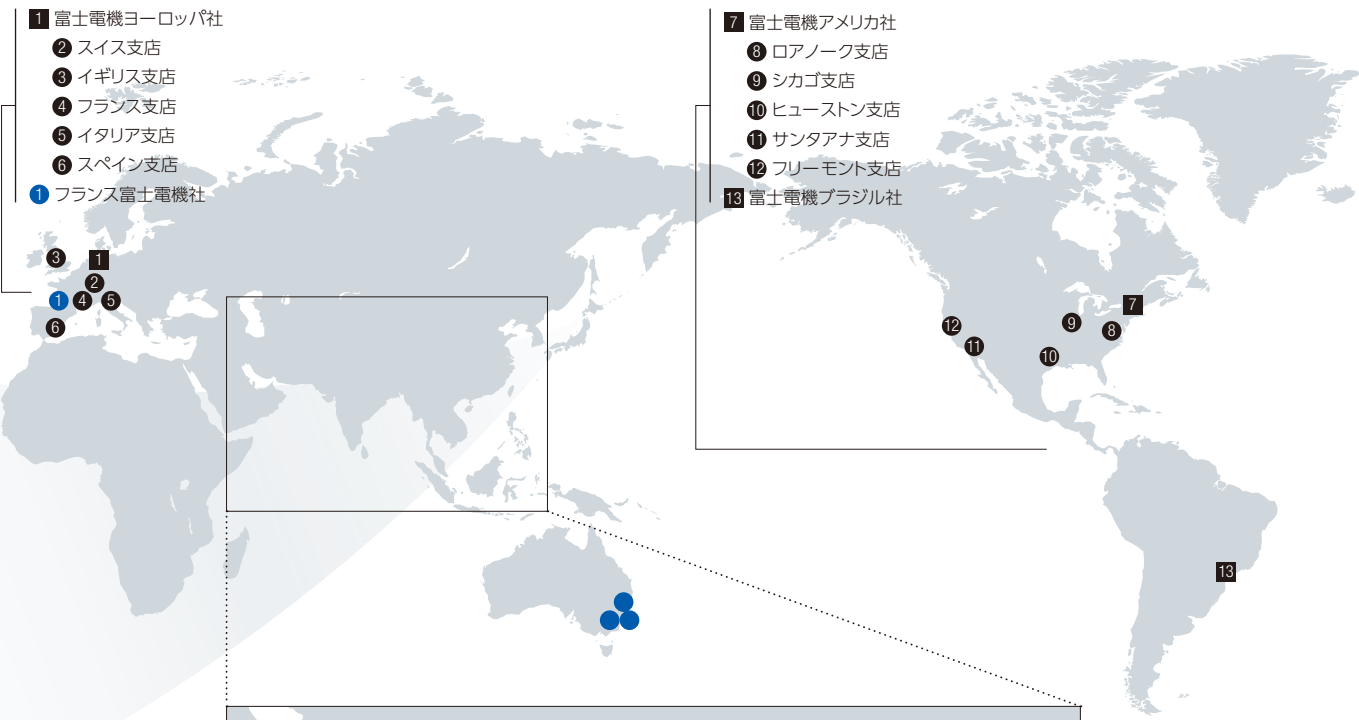 1 富士電機ヨーロッパ社
2 スイス支店
3 イギリス支店
4 フランス支店
5 イタリア支店
6 スペイン支店
1 フランス富士電機社
7 富士電機アメリカ社
8 ロアノーク支店
9 シカゴ支店
10 ヒューストン支店
11 サンタアナ支店
12 フリーモント支店
13 富士電機ブラジル社
3
1
2
1
4
5
6
7
12
9
8
11
10
13